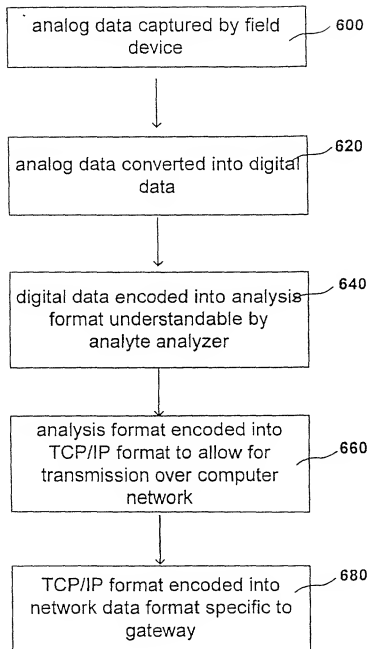 analog data captured by field
device
600
analog data converted into digital
data
620
digital data encoded into analysis
format understandable by
analyte analyzer
640
analysis format encoded into
TCP/IP format to allow for
transmission over computer
network
660
TCP/IP format encoded into
network data format specific to
gateway
680